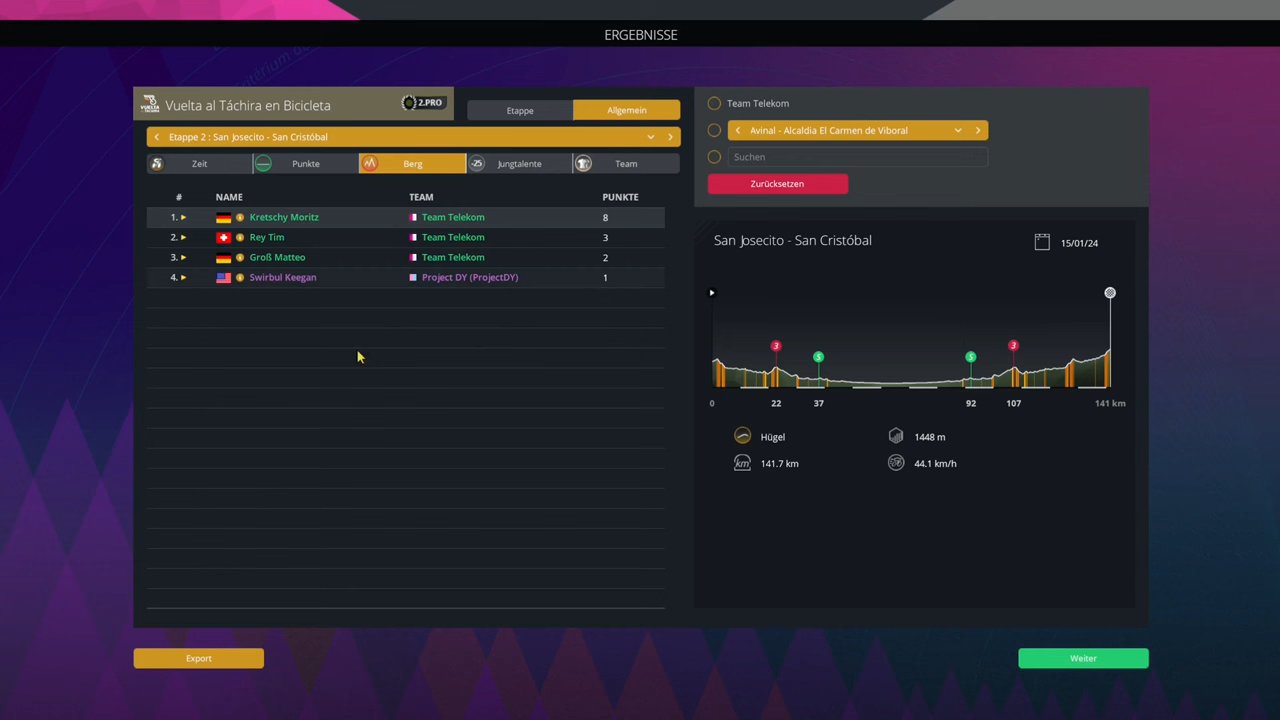 ERGEBNISSE
VUELTA TÁCHIRA
Vuelta al Táchira en Bicicleta
2.PRO
Etappe
Allgemein
Etappe 2 : San Josecito - San Cristóbal
Zeit
Punkte
Berg
-25
Jungtalente
Team
# NAME TEAM PUNKTE
1. Kretschy Moritz Team Telekom 8
2. Rey Tim Team Telekom 3
3. Groß Matteo Team Telekom 2
4. Swirbul Keegan Project DY (ProjectDY) 1
Team Telekom
Avinal - Alcaldia El Carmen de Viboral
Suchen
Zurücksetzen
San Josecito - San Cristóbal
15/01/24
3 S S 3
0 22 37 92 107 141 km
Hügel
1448 m
km
141.7 km
44.1 km/h
Export
Weiter